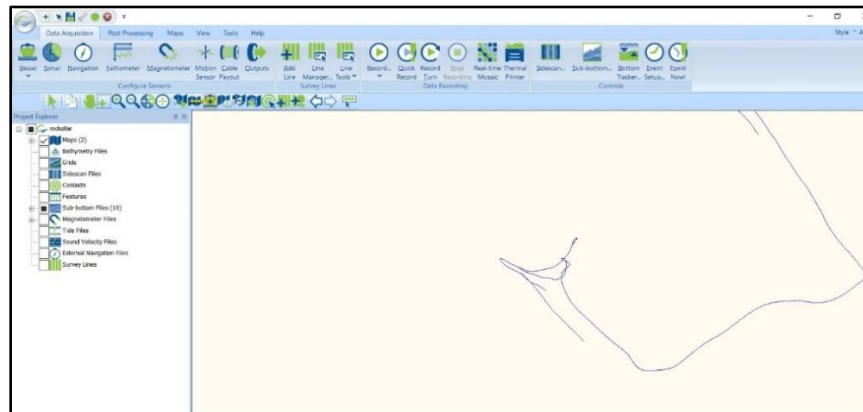 Style
Data Acquisition Post Processing Maps View Tools Help
Vessel Sonar Navigation Fathometer Magnetometer Motion Sensor Cable Payout Outputs Add Line Line Manager... Line Tools Record... Quick Record Record Turn Stop Recording Real-time Mosaic Thermal Printer Sidescan... Sub-bottom... Bottom Tracker... Event Setup... Event Now!
Configure Sensors Survey Lines Data Recording Controls
Project Explorer
Maps (2)
Bathymetry Files
Grids
Sidescan Files
Contacts
Features
Sub-bottom Files (10)
Magnetometer Files
Tide Files
Sound Velocity Files
External Navigation Files
Survey Lines